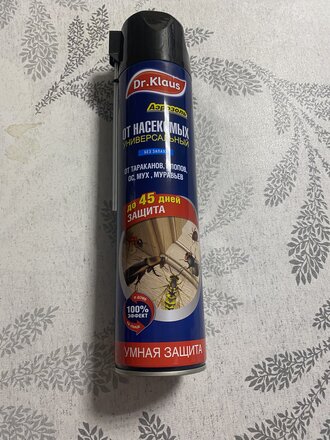 Dr.Klaus
Аэрозоль
ОТ НАСЕКОМЫХ
УНИВЕРСАЛЬНЫЙ
БЕЗ ЗАПАХА
ОТ ТАРАКАНОВ, КЛОПОВ,
ОС, МУХ, МУРАВЬЕВ
до 45 дней
ЗАЩИТА
100%
ЭФФЕКТ
УМНАЯ ЗАЩИТА